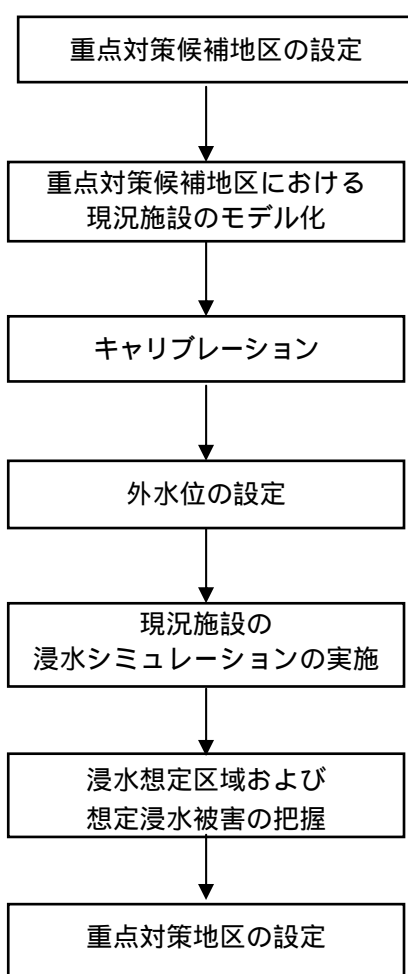 重点対策候補地区の設定
重点対策候補地区における
現況施設のモデル化
キャリブレーション
外水位の設定
現況施設の
浸水シミュレーションの実施
浸水想定区域および
想定浸水被害の把握
重点対策地区の設定